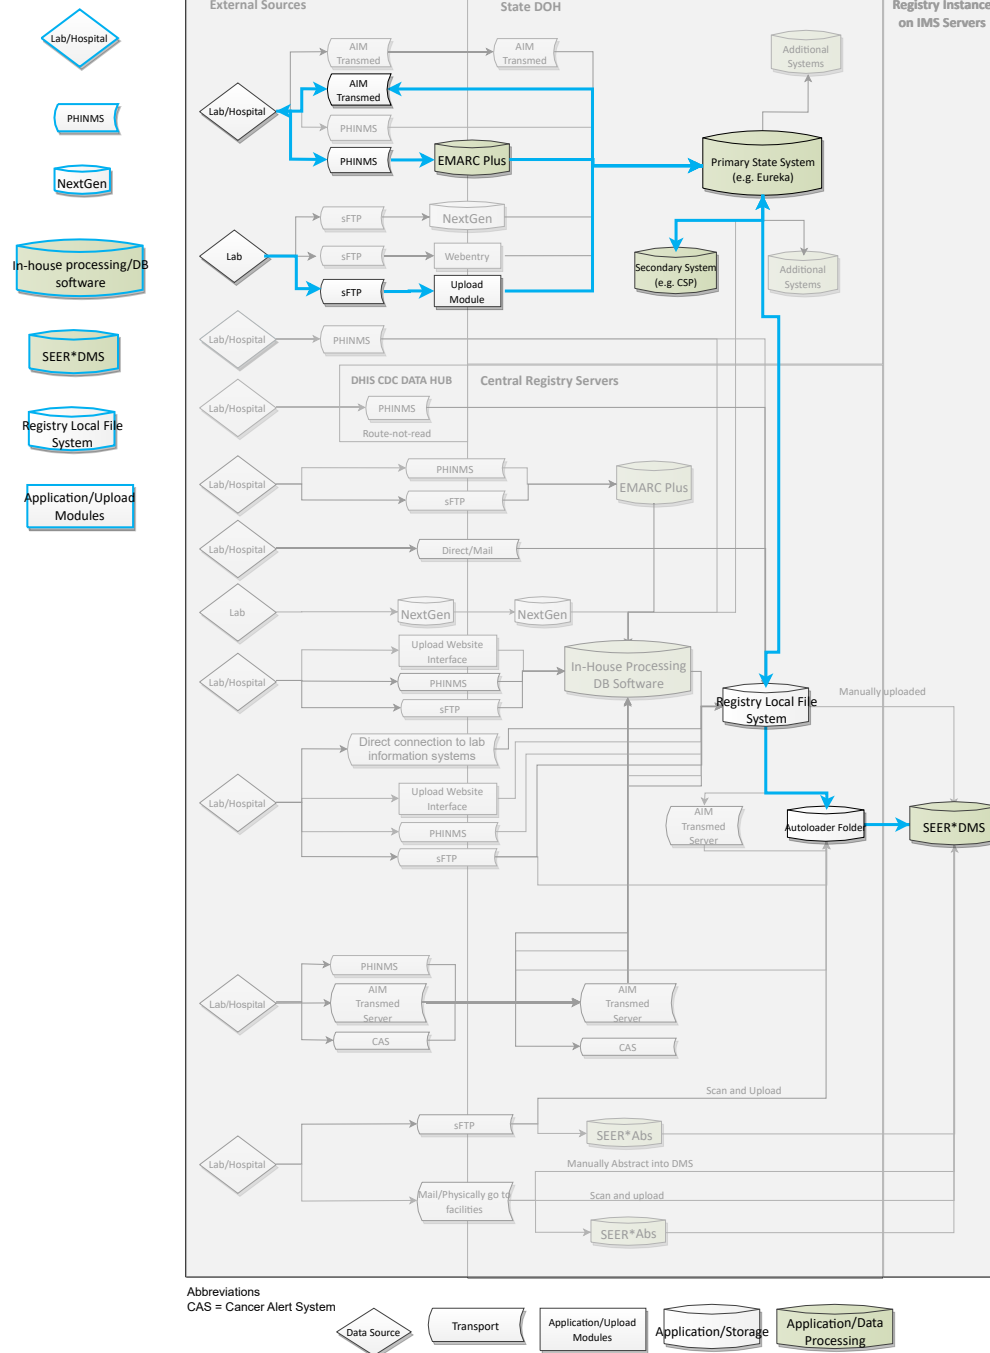 External Sources
State DOH
Registry Instance
on IMS Servers
Lab/Hospital
PHINMS
NextGen
In-house processing/DB
software
SEER*DMS
Registry Local File
System
Application/Upload
Modules
AIM
Transmed
AIM
Transmed
Additional
Systems
Lab/Hospital
AIM
Transmed
PHINMS
PHINMS
EMARC Plus
Primary State System
(e.g. Eureka)
sFTP
NextGen
Lab
sFTP
Webentry
Secondary System
(e.g. CSP)
Additional
Systems
sFTP
Upload
Module
Lab/Hospital
PHINMS
DHIS CDC DATA HUB
Central Registry Servers
Lab/Hospital
PHINMS
Route-not-read
Lab/Hospital
PHINMS
sFTP
EMARC Plus
Lab/Hospital
Direct/Mail
Lab
NextGen
NextGen
Lab/Hospital
Upload Website
Interface
PHINMS
sFTP
In-House Processing
DB Software
Registry Local File
System
Manually uploaded
Lab/Hospital
Direct connection to lab
information systems
Upload Website
Interface
PHINMS
sFTP
AIM
Transmed
Server
Autoloader Folder
SEER*DMS
Lab/Hospital
PHINMS
AIM
Transmed
Server
CAS
AIM
Transmed
Server
CAS
Scan and Upload
Lab/Hospital
sFTP
SEER*Abs
Manually Abstract into DMS
Mail/Physically go to
facilities
Scan and upload
SEER*Abs
Abbreviations
CAS = Cancer Alert System
Data Source
Transport
Application/Upload
Modules
Application/Storage
Application/Data
Processing